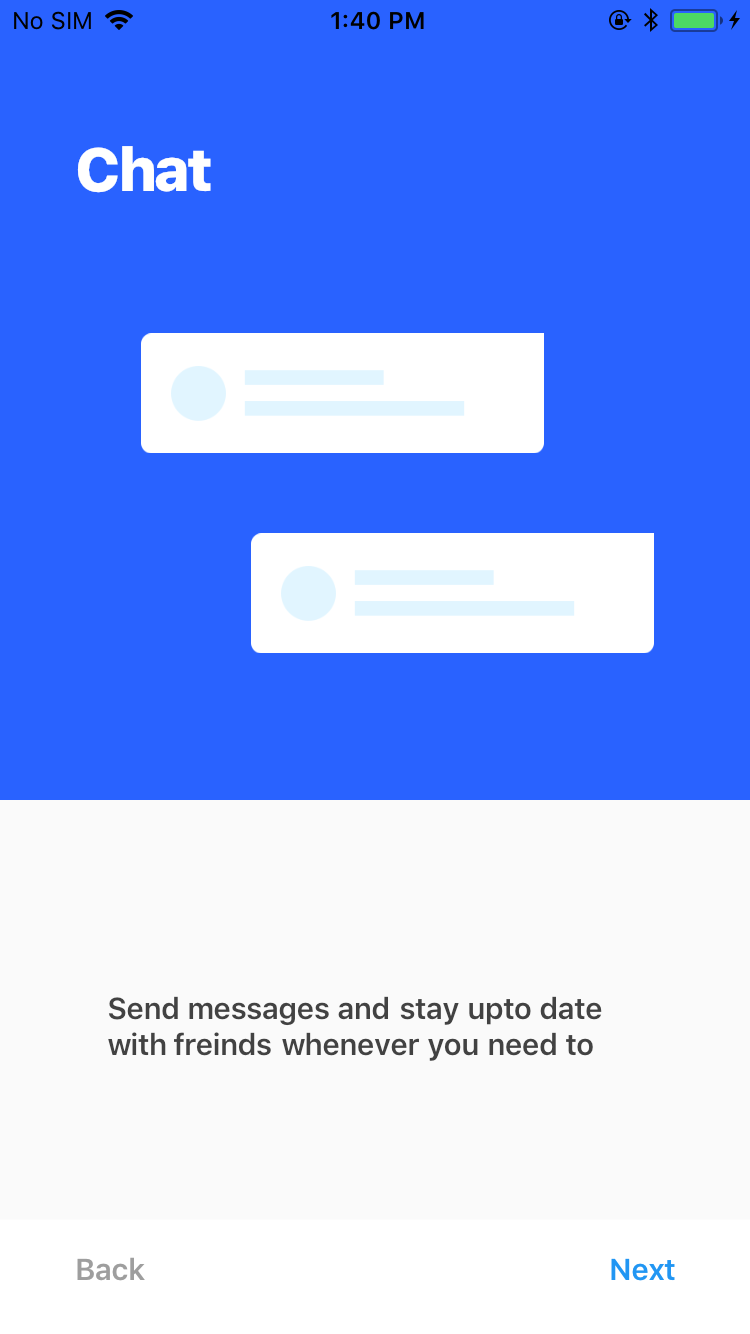 No SIM 1:40 PM
Chat
Send messages and stay upto date
with freinds whenever you need to
Back Next